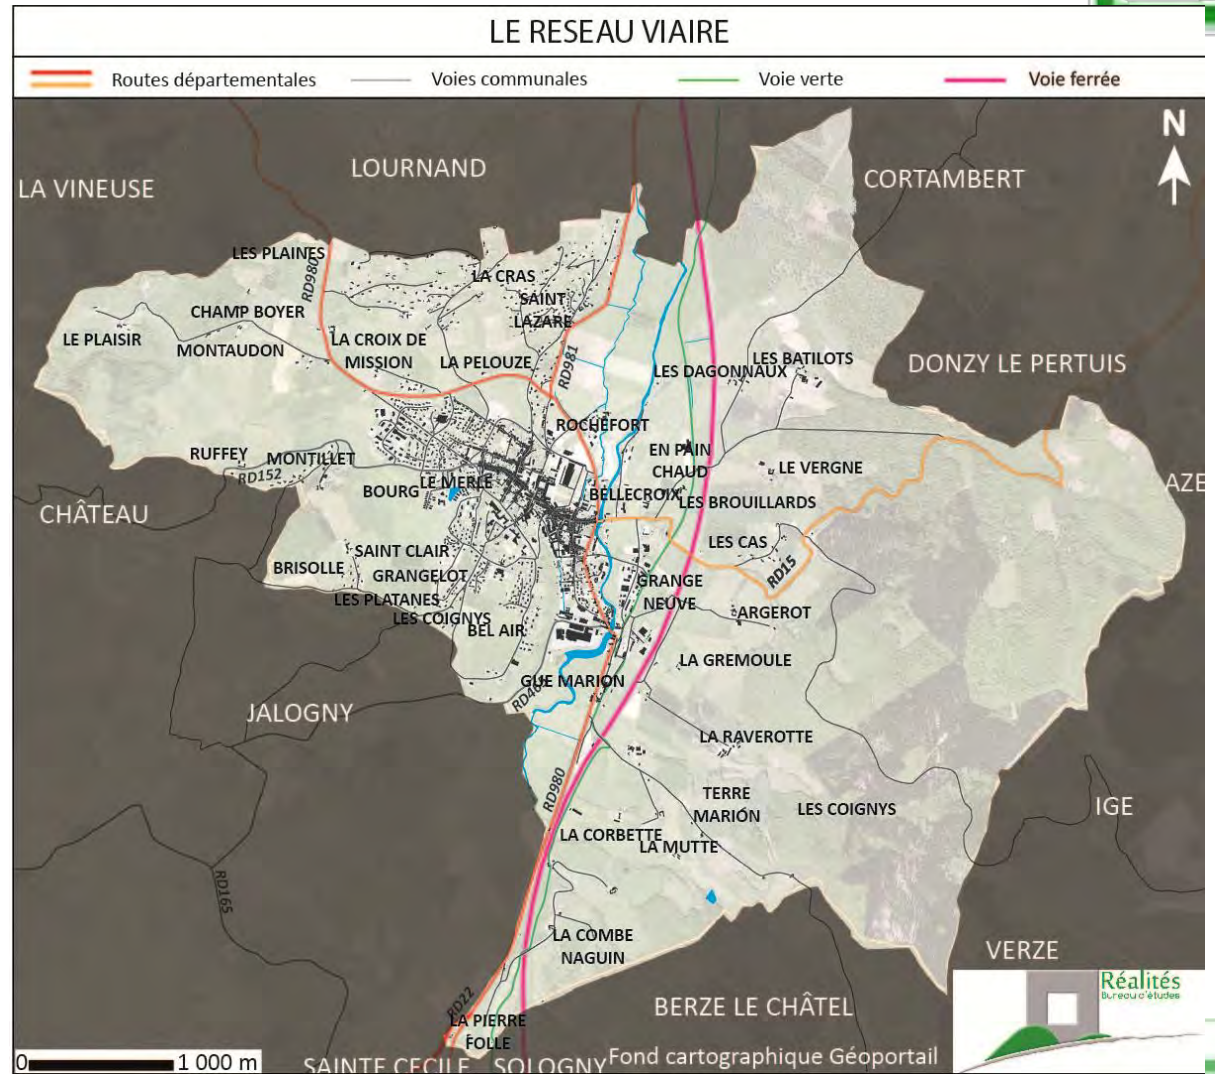 LE RESEAU VIAIRE
Routes départementales
Voies communales
Voie verte
Voie ferrée
N
LOURNAND
LA VINEUSE
CORTAMBERT
LES PLAINES
RD980
LA CRAS
SAINT
LAZARE
CHAMP BOYER
LE PLAISIR
MONTAUDON
LA CROIX DE
MISSION
LA PELOUZE
RD981
LES DAGONNAUX
LES BATILOTS
DONZY LE PERTUIS
ROCHEFORT
RUFFEY
MONTILLET
RD152
EN PAIN
CHAUD
LE VERGNE
BOURG
LE MERLE
BELLECROIX
LES BROUILLARDS
AZE
CHÂTEAU
LES CAS
RD15
SAINT CLAIR
BRISOLLE
GRANGELOT
GRANGE
NEUVE
LES PLATANES
LES COIGNYS
BEL AIR
ARGEROT
LA GREMOULE
GUE MARION
JALOGNY
LA RAVEROTTE
RD980
TERRE
MARION
LES COIGNYS
IGE
LA CORBETTE
LA MUTTE
RD165
LA COMBE
NAGUIN
VERZE
RD22
LA PIERRE
FOLLE
BERZE LE CHÂTEL
Réalités
Bureau d'études
0
1 000 m
SAINTE CECILE
SOLOGNY
Fond cartographique Géoportail